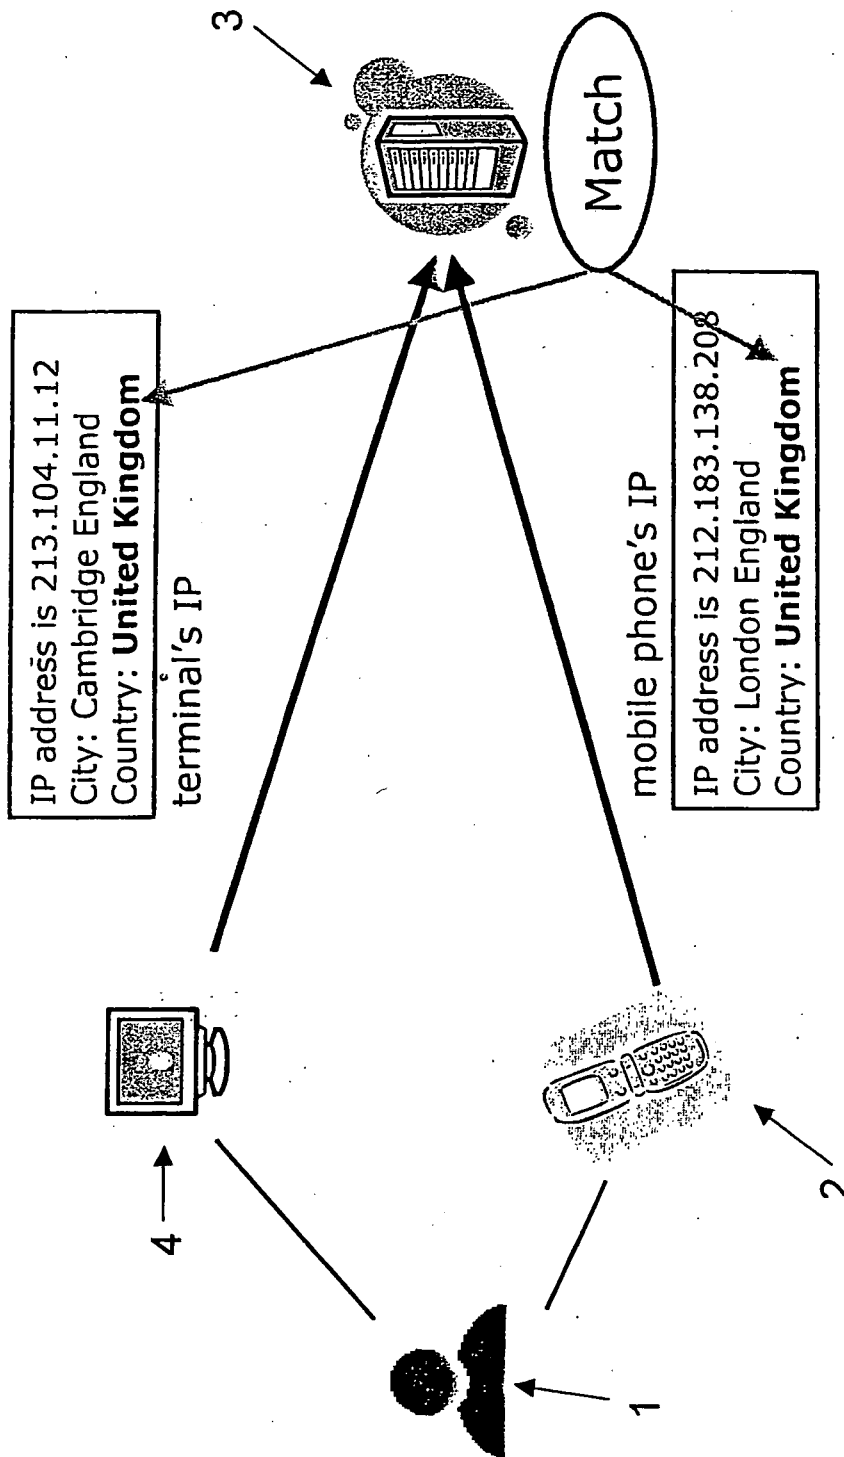 IP address is 213.104.11.12
City: Cambridge England
Country: United Kingdom
terminal's IP
4
3
1
2
Match
mobile phone's IP
IP address is 212.183.138.208
City: London England
Country: United Kingdom